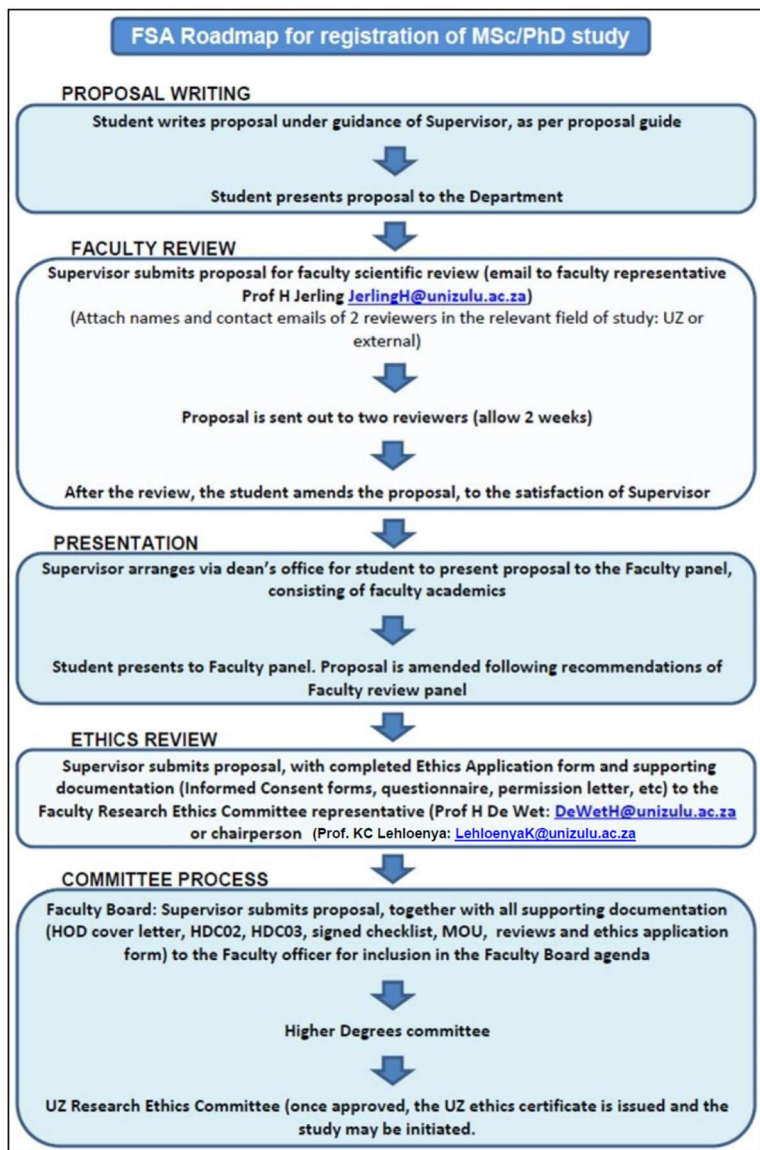 FSA Roadmap for registration of MSc/PhD study
PROPOSAL WRITING
Student writes proposal under guidance of Supervisor, as per proposal guide
Student presents proposal to the Department
FACULTY REVIEW
Supervisor submits proposal for faculty scientific review (email to faculty representative
Prof H Jerling JerlingH@unizulu.ac.za)
(Attach names and contact emails of 2 reviewers in the relevant field of study: UZ or
external)
Proposal is sent out to two reviewers (allow 2 weeks)
After the review, the student amends the proposal, to the satisfaction of Supervisor
PRESENTATION
Supervisor arranges via dean's office for student to present proposal to the Faculty panel,
consisting of faculty academics
Student presents to Faculty panel. Proposal is amended following recommendations of
Faculty review panel
ETHICS REVIEW
Supervisor submits proposal, with completed Ethics Application form and supporting
documentation (Informed Consent forms, questionnaire, permission letter, etc) to the
Faculty Research Ethics Committee representative (Prof H De Wet: DeWetH@unizulu.ac.za
or chairperson (Prof. KC Lehloenya: LehloenyaK@unizulu.ac.za
COMMITTEE PROCESS
Faculty Board: Supervisor submits proposal, together with all supporting documentation
(HOD cover letter, HDC02, HDC03, signed checklist, MOU, reviews and ethics application
form) to the Faculty officer for inclusion in the Faculty Board agenda
Higher Degrees committee
UZ Research Ethics Committee (once approved, the UZ ethics certificate is issued and the
study may be initiated.